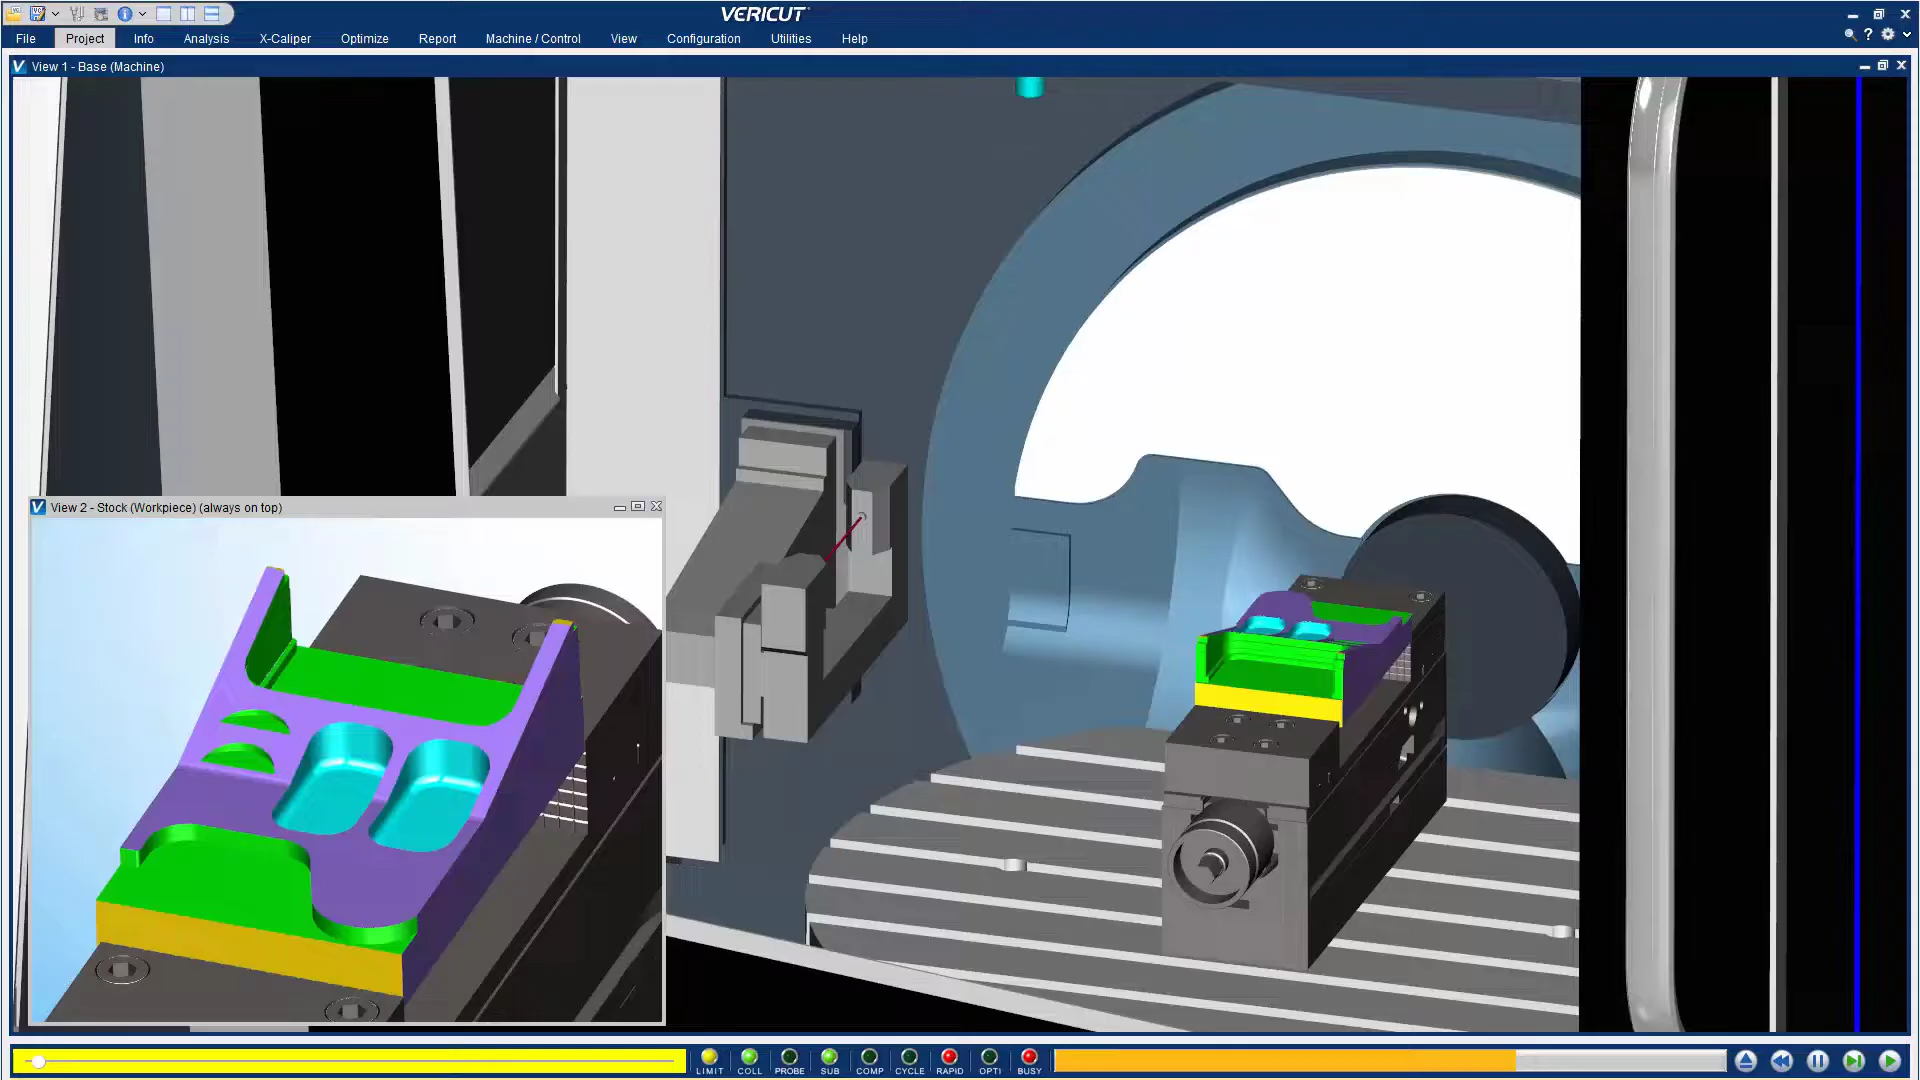 VERICUT
File Project Info Analysis X-Caliper Optimize Report Machine / Control View Configuration Utilities Help
View 1 - Base (Machine)
View 2 - Stock (Workpiece) (always on top)
LIMIT COLL PROBE SUB COMP CYCLE RAPID OPTI BUSY